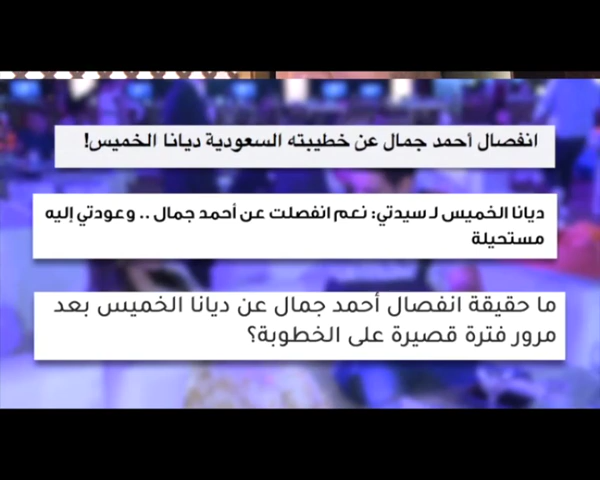 انفصال أحمد جمال عن خطيبته السعودية ديانا الخميس!
ديانا الخميس لـ سيدتي: نعم انفصلت عن أحمد جمال .. وعودتي إليه
مستحيلة
ما حقيقة انفصال أحمد جمال عن ديانا الخميس بعد
مرور فترة قصيرة على الخطوبة؟